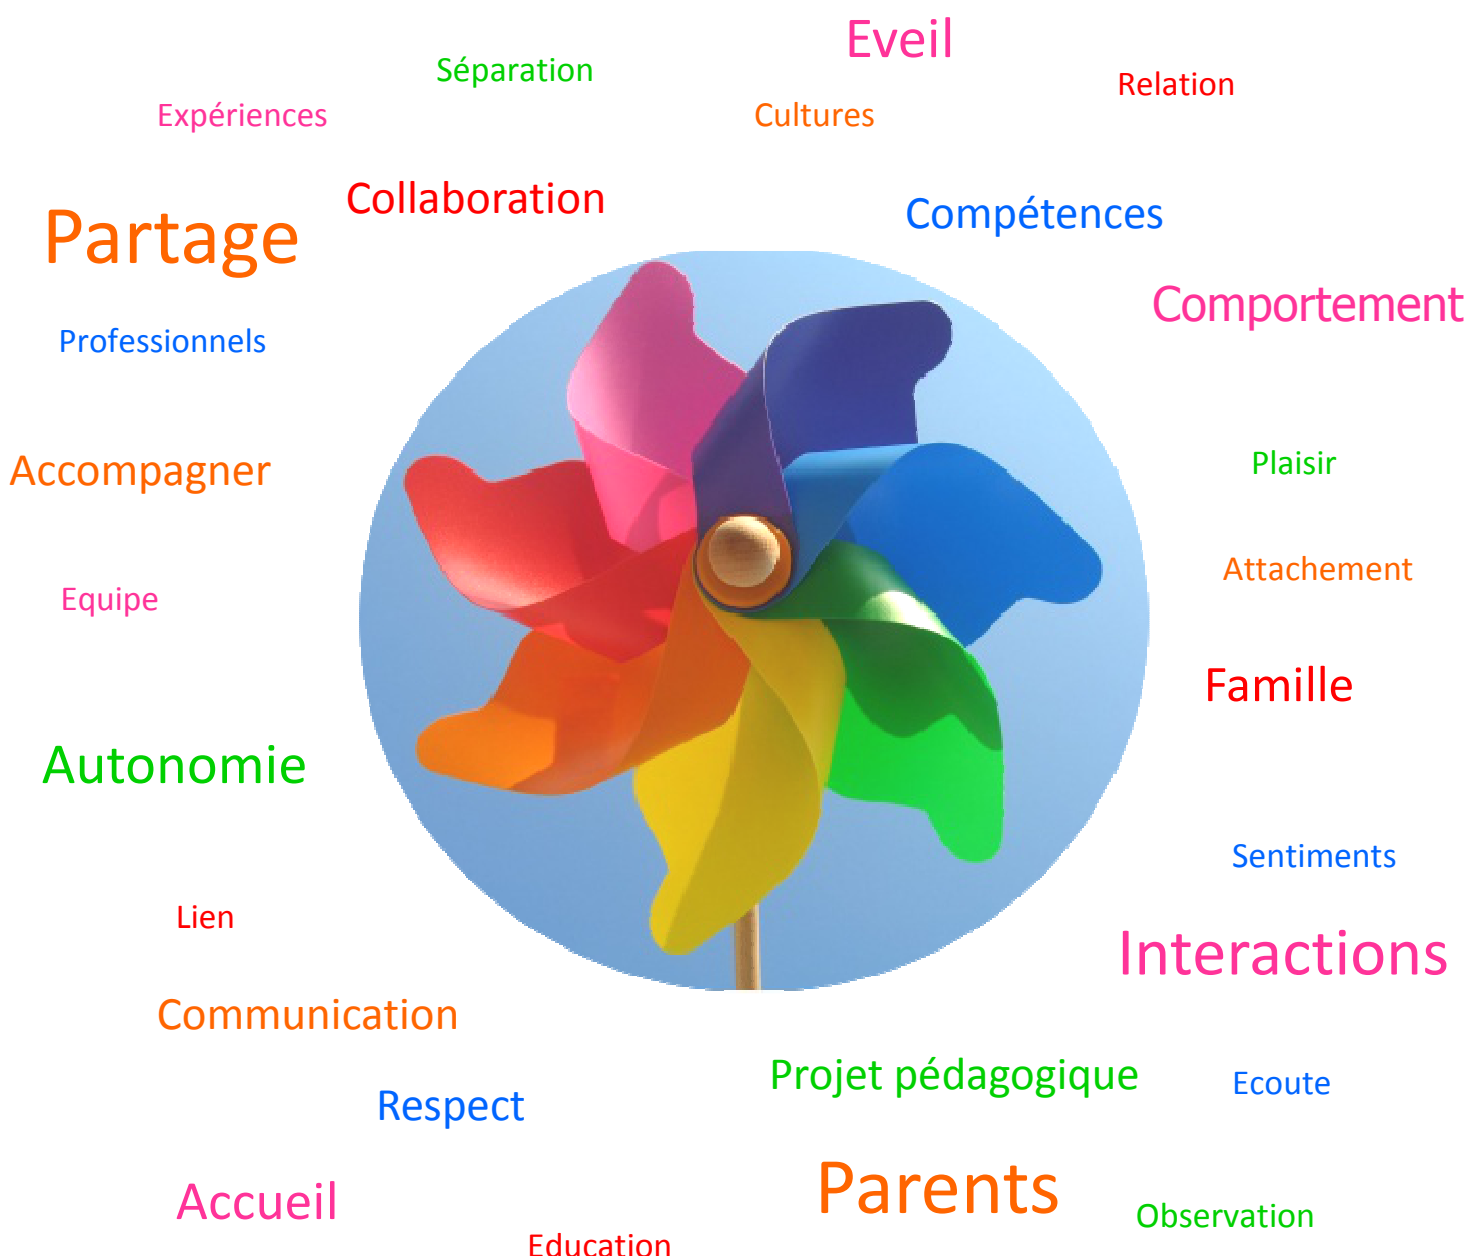 Eveil
Séparation
Relation
Expériences
Cultures
Collaboration
Compétences
Partage
Comportement
Professionnels
Accompagner
Plaisir
Attachement
Equipe
Famille
Autonomie
Sentiments
Lien
Interactions
Communication
Projet pédagogique
Ecoute
Respect
Parents
Accueil
Observation
Education